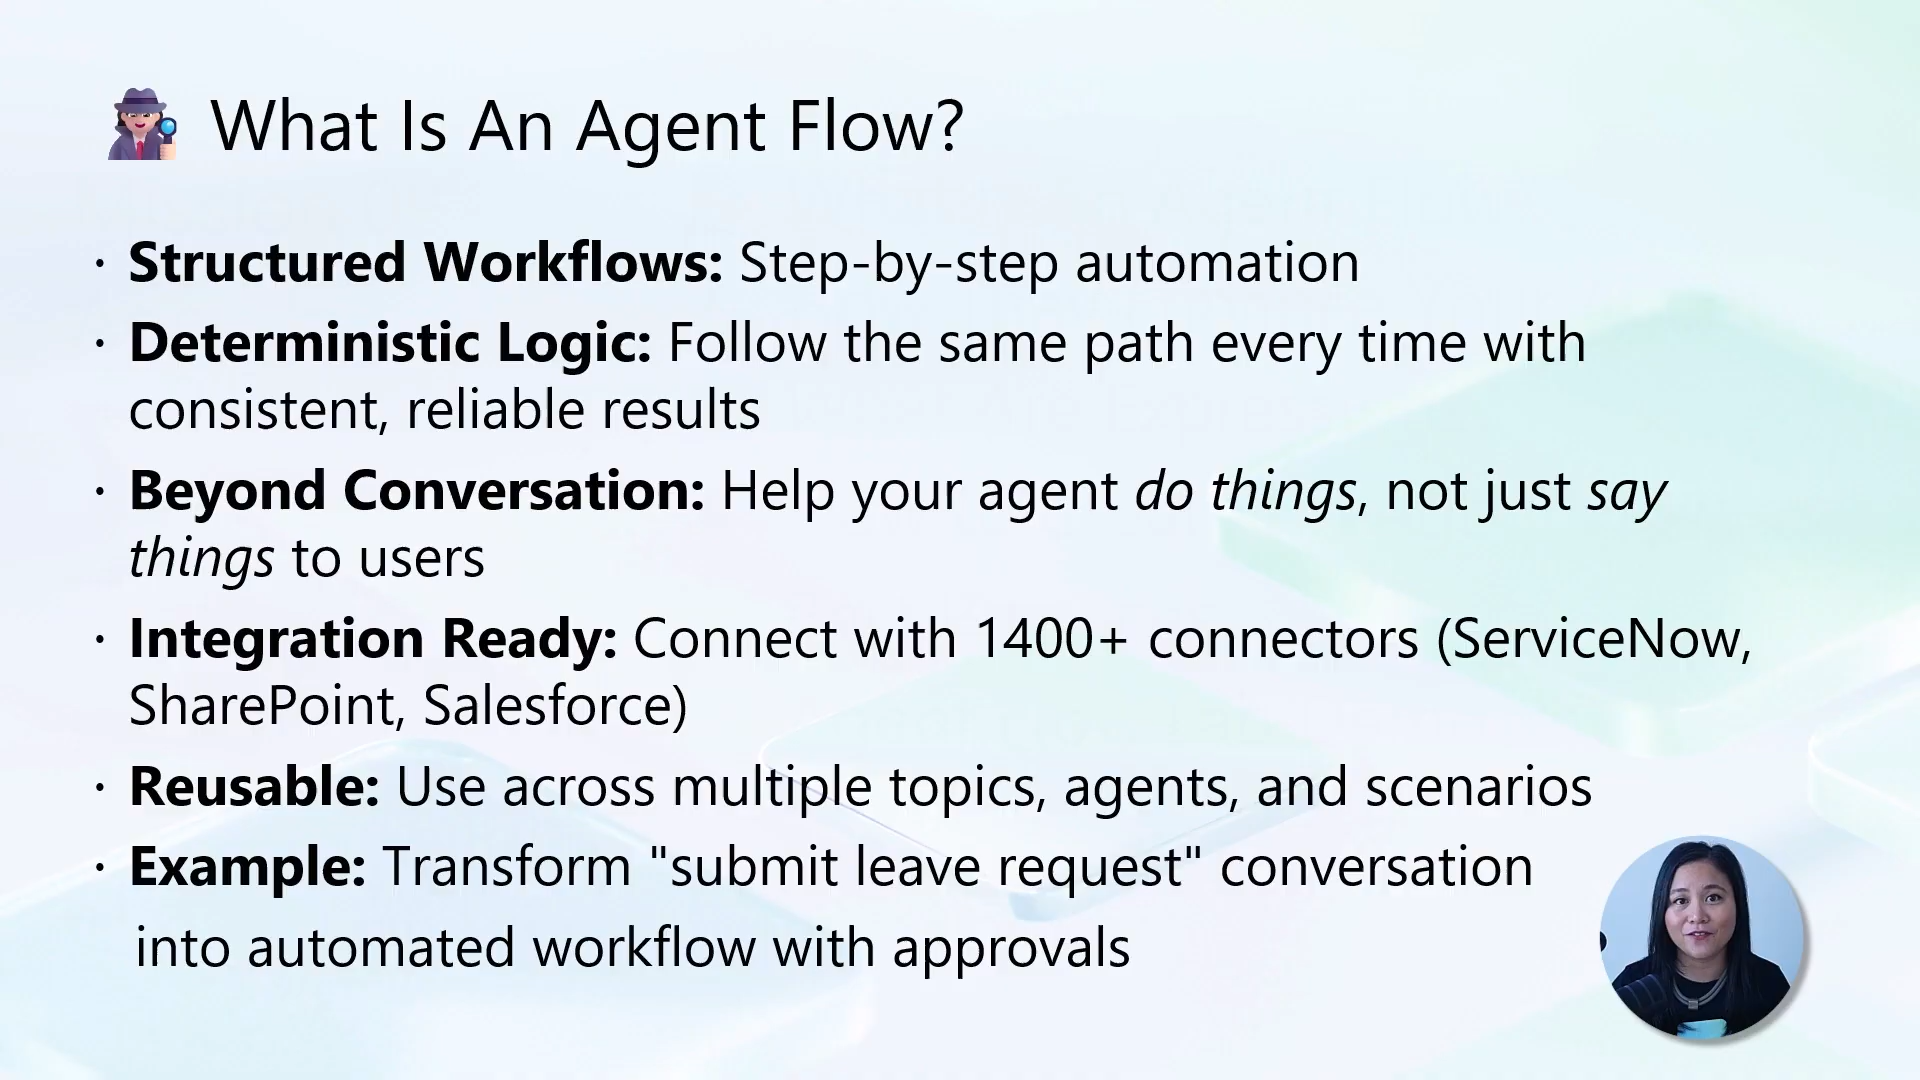 What Is An Agent Flow?
· Structured Workflows: Step-by-step automation
· Deterministic Logic: Follow the same path every time with
consistent, reliable results
· Beyond Conversation: Help your agent do things, not just say
things to users
· Integration Ready: Connect with 1400+ connectors (ServiceNow,
SharePoint, Salesforce)
· Reusable: Use across multiple topics, agents, and scenarios
· Example: Transform "submit leave request" conversation
into automated workflow with approvals